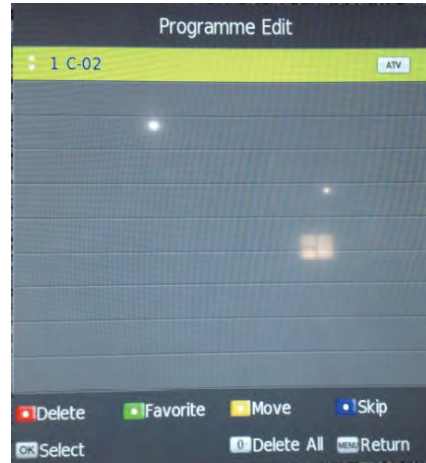 Programme Edit
1 C-02 ATV
Delete Favorite Move Skip
OK Select 0 Delete All MENU Return